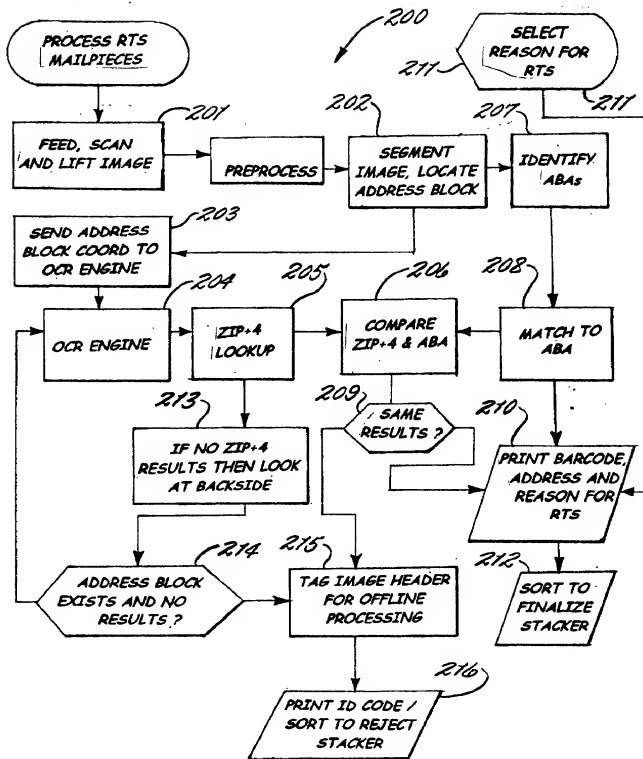 200
PROCESS RTS
MAILPIECES
SELECT
REASON FOR
RTS
211
211
201
FEED, SCAN
AND LIFT IMAGE
PREPROCESS
202
SEGMENT
IMAGE, LOCATE
ADDRESS BLOCK
207
IDENTIFY
ABAs
203
SEND ADDRESS
BLOCK COORD TO
OCR ENGINE
204
OCR ENGINE
205
ZIP+4
LOOKUP
206
COMPARE
ZIP+4 & ABA
208
MATCH TO
ABA
213
IF NO ZIP+4
RESULTS THEN LOOK
AT BACKSIDE
209
SAME
RESULTS ?
210
PRINT BARCODE,
ADDRESS AND
REASON FOR
RTS
214
ADDRESS BLOCK
EXISTS AND NO
RESULTS ?
215
TAG IMAGE HEADER
FOR OFFLINE
PROCESSING
212
SORT TO
FINALIZE
STACKER
216
PRINT ID CODE /
SORT TO REJECT
STACKER